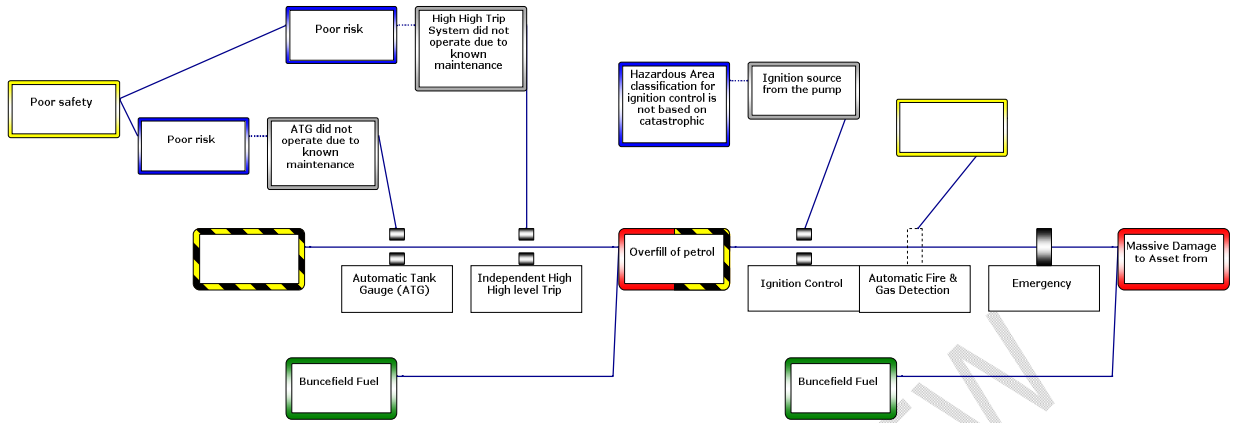 Poor risk
High High Trip
System did not
operate due to
known
maintenance
Poor safety
Poor risk
ATG did not
operate due to
known
maintenance
Hazardous Area
classification for
ignition control is
not based on
catastrophic
Ignition source
from the pump
Overfill of petrol
Massive Damage
to Asset from
Automatic Tank
Gauge (ATG)
Independent High
High level Trip
Ignition Control
Automatic Fire &
Gas Detection
Emergency
Buncefield Fuel
Buncefield Fuel